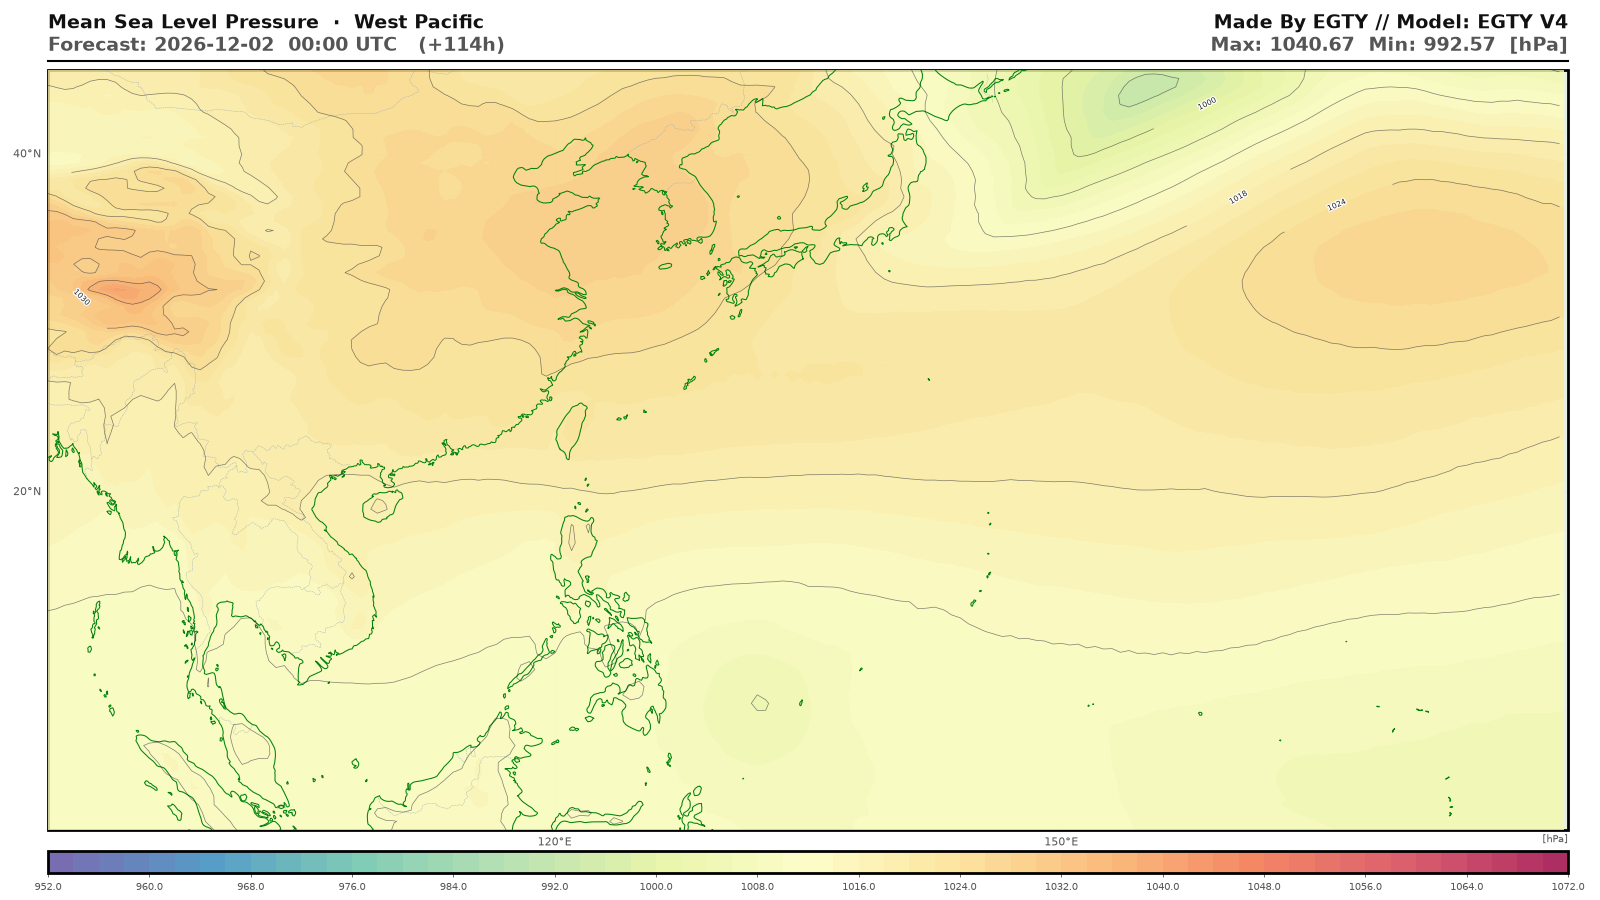 Mean Sea Level Pressure · West Pacific
Made By EGTY // Model: EGTY V4
Forecast: 2026-12-02 00:00 UTC (+114h)
Max: 1040.67 Min: 992.57 [hPa]
1000
40°N
1018
1024
1030
20°N
120°E
150°E
[hPa]
952.0 960.0 968.0 976.0 984.0 992.0 1000.0 1008.0 1016.0 1024.0 1032.0 1040.0 1048.0 1056.0 1064.0 1072.0